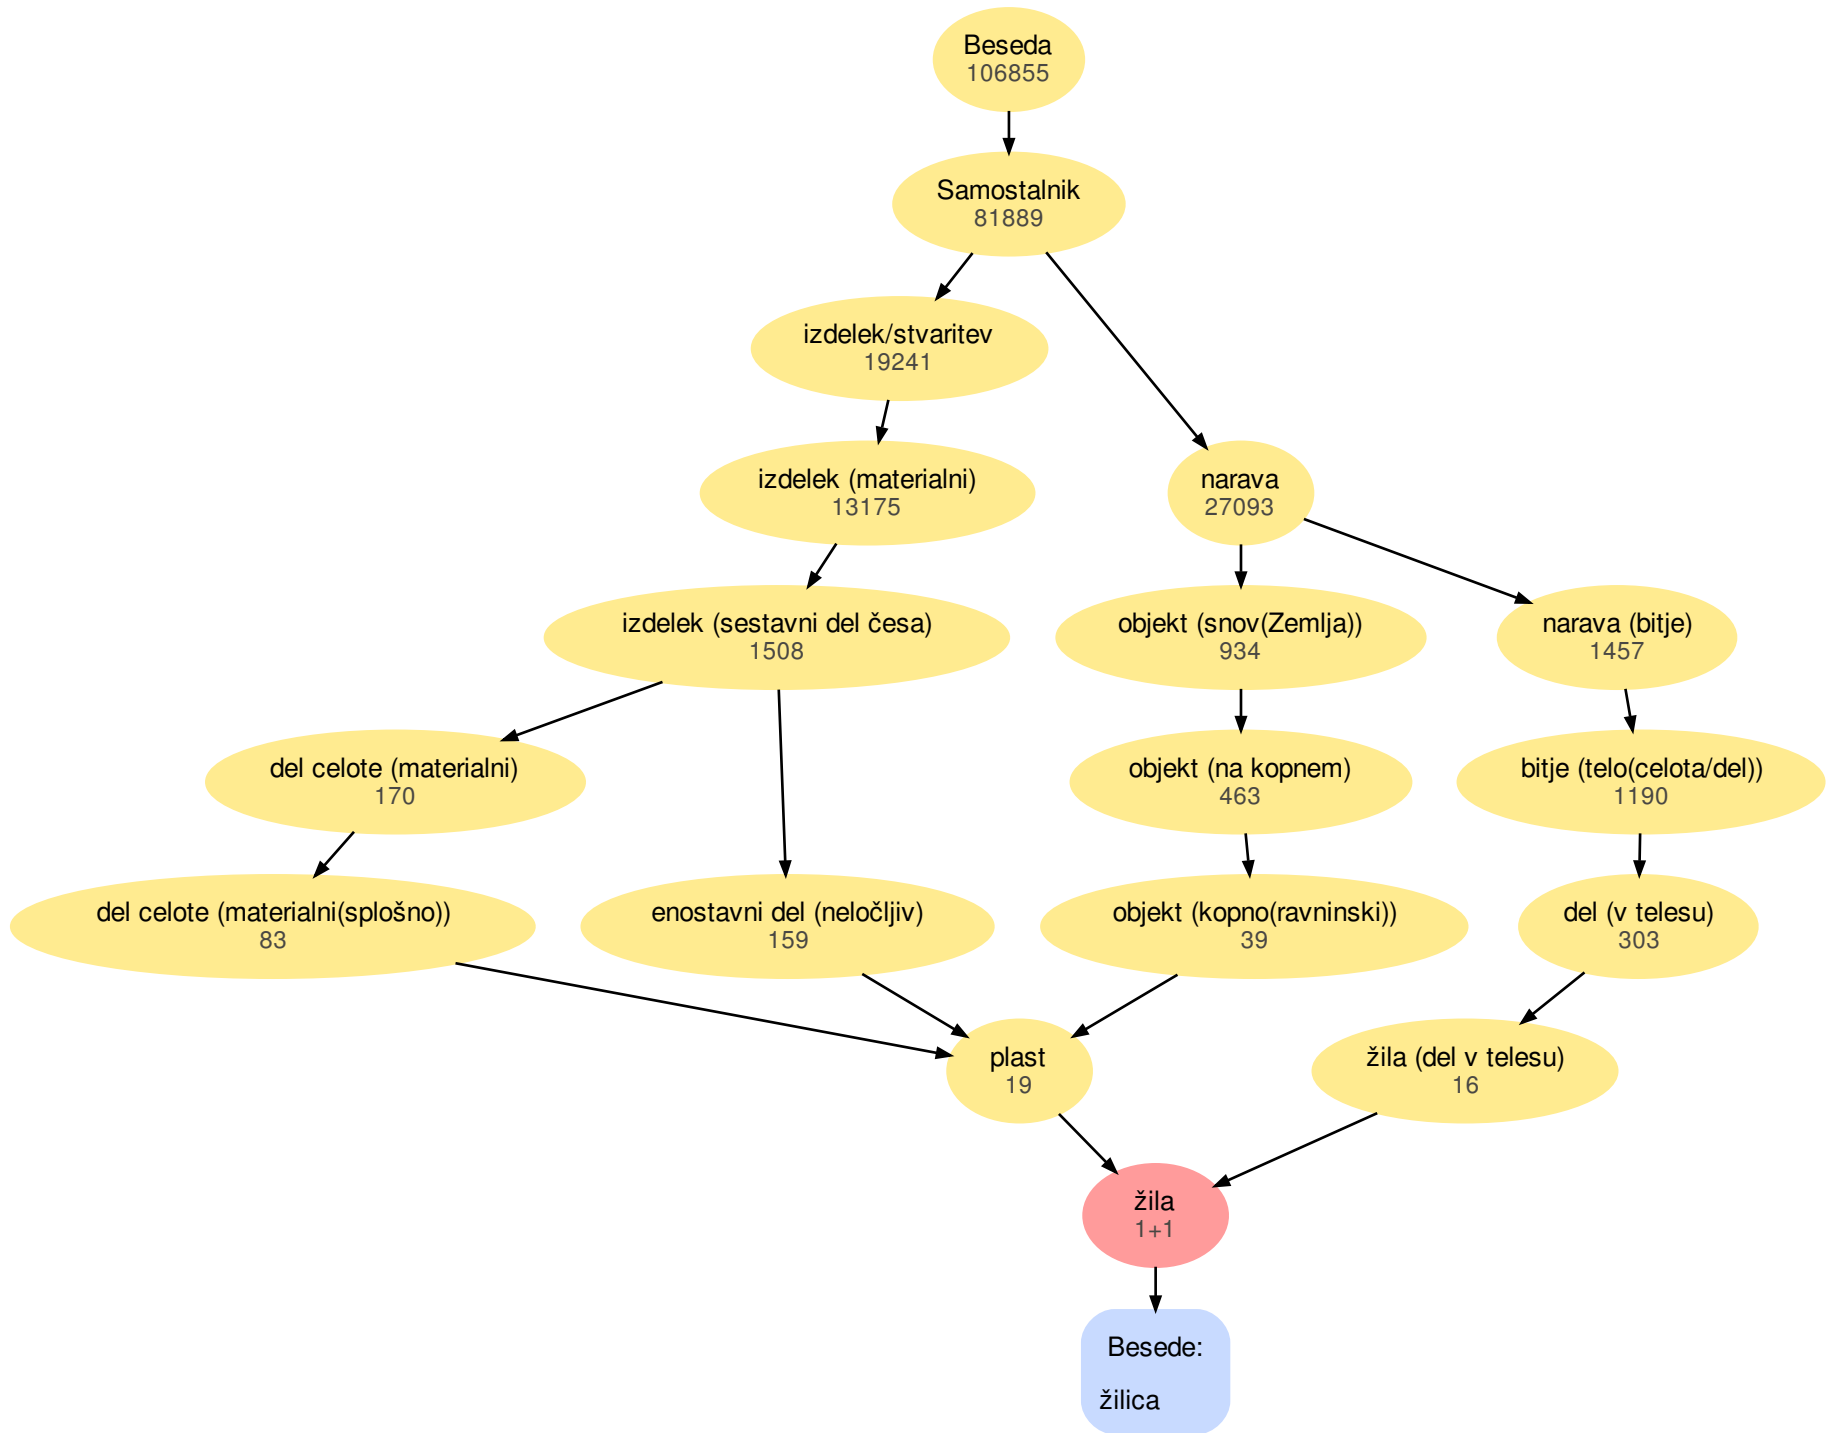 Beseda
106855
Samostalnik
81889
izdelek/stvaritev
19241
izdelek (materialni)
13175
narava
27093
izdelek (sestavni del česa)
1508
objekt (snov(Zemlja))
934
narava (bitje)
1457
del celote (materialni)
170
objekt (na kopnem)
463
bitje (telo(celota/del))
1190
del celote (materialni(splošno))
83
enostavni del (neločljiv)
159
objekt (kopno(ravninski))
39
del (v telesu)
303
plast
19
žila (del v telesu)
16
žila
1+1
Besede:
žilica